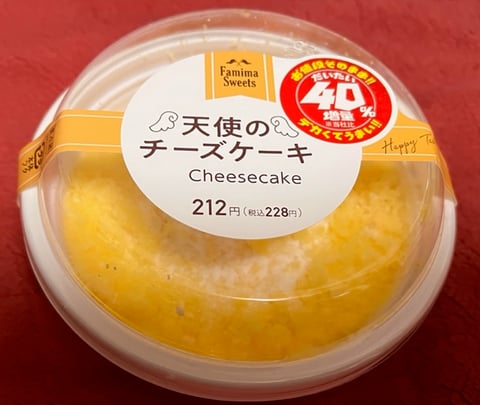 Famima
Sweets
天使の
チーズケーキ
Cheesecake
212円(税込228円)
お値段そのまま!!
だいたい
40%
増量
※当社比
デカくてうまい!!
Happy